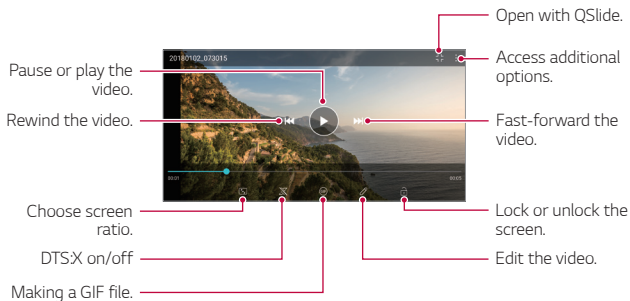 Open with QSlide.
20180102_073015
Access additional
options.
Pause or play the
video.
Rewind the video.
Fast-forward the
video.
00:01
00:05
Choose screen
ratio.
Lock or unlock the
screen.
DTS:X on/off
Edit the video.
Making a GIF file.